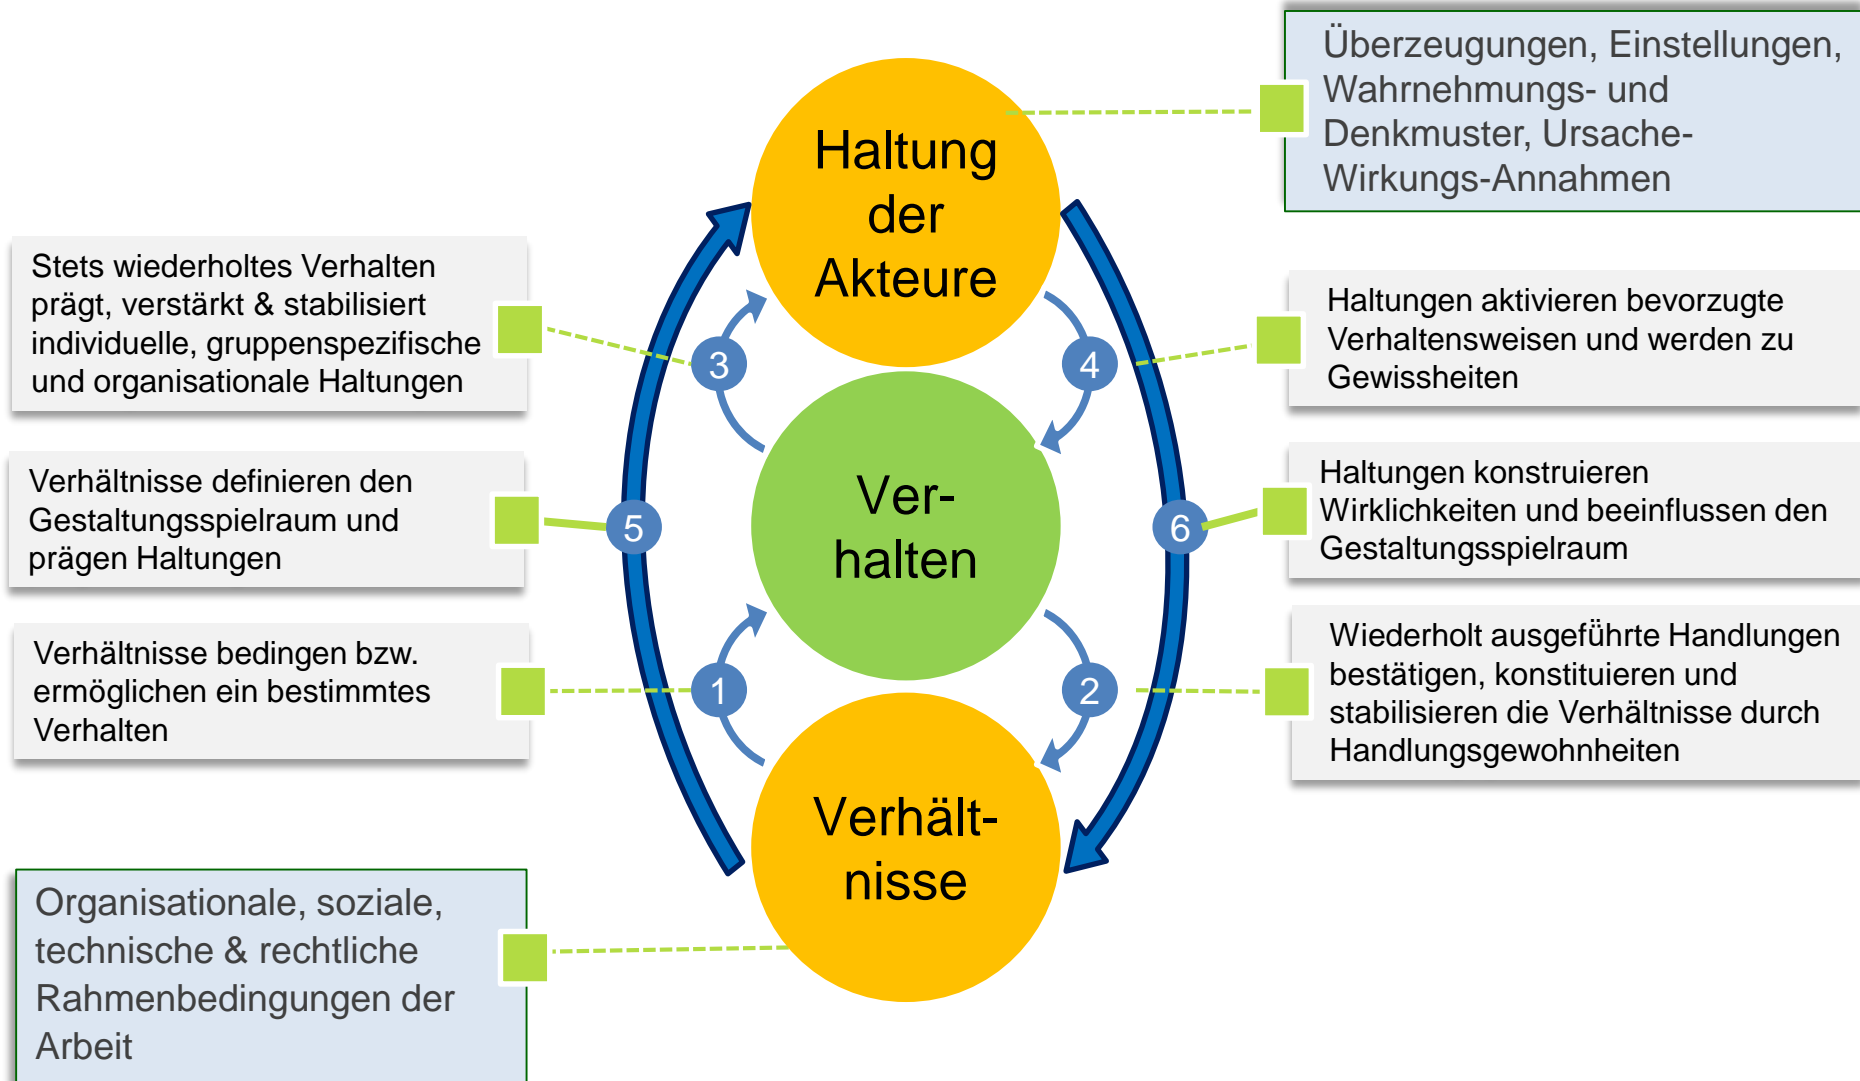 Überzeugungen, Einstellungen,
Wahrnehmungs- und
Denkmuster, Ursache-
Wirkungs-Annahmen
Haltung
der
Akteure
Stets wiederholtes Verhalten
prägt, verstärkt & stabilisiert
individuelle, gruppenspezifische
und organisationale Haltungen
3
4
Haltungen aktivieren bevorzugte
Verhaltensweisen und werden zu
Gewissheiten
Verhältnisse definieren den
Gestaltungsspielraum und
prägen Haltungen
5
Ver-
halten
6
Haltungen konstruieren
Wirklichkeiten und beeinflussen den
Gestaltungsspielraum
Verhältnisse bedingen bzw.
ermöglichen ein bestimmtes
Verhalten
1
2
Wiederholt ausgeführte Handlungen
bestätigen, konstituieren und
stabilisieren die Verhältnisse durch
Handlungsgewohnheiten
Verhält-
nisse
Organisationale, soziale,
technische & rechtliche
Rahmenbedingungen der
Arbeit